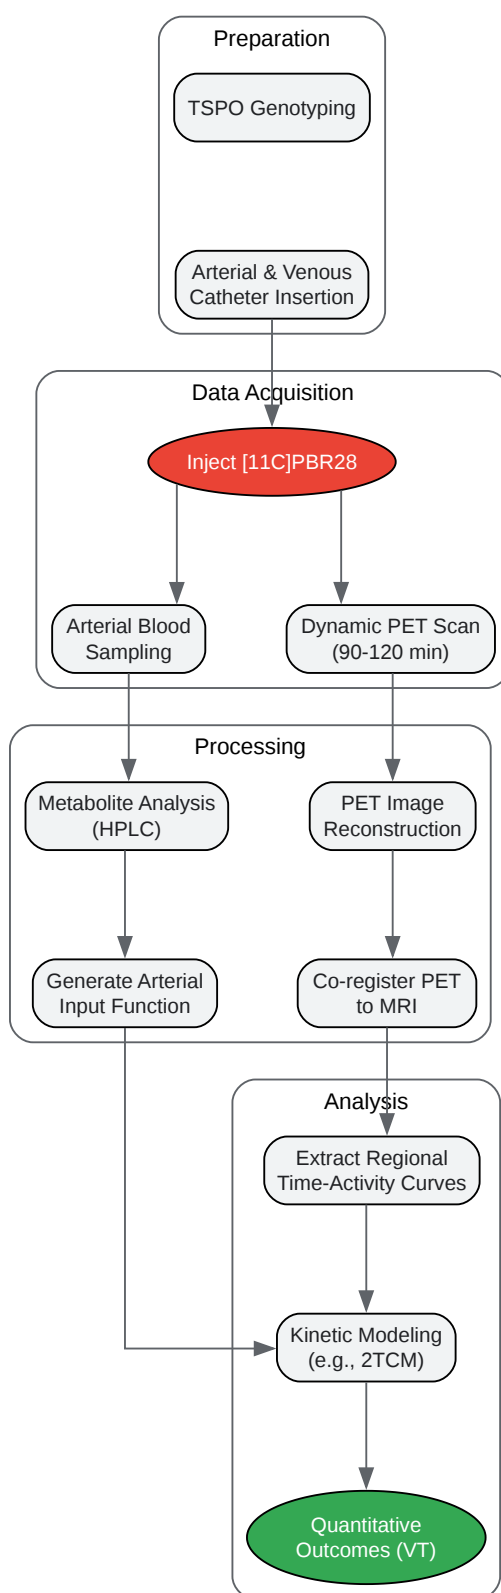 Preparation
TSPO Genotyping
Arterial & Venous
Catheter Insertion
Data Acquisition
Inject [11C]PBR28
Arterial Blood
Sampling
Dynamic PET Scan
(90-120 min)
Processing
Metabolite Analysis
(HPLC)
PET Image
Reconstruction
Generate Arterial
Input Function
Co-register PET
to MRI
Analysis
Extract Regional
Time-Activity Curves
Kinetic Modeling
(e.g., 2TCM)
Quantitative
Outcomes (VT)